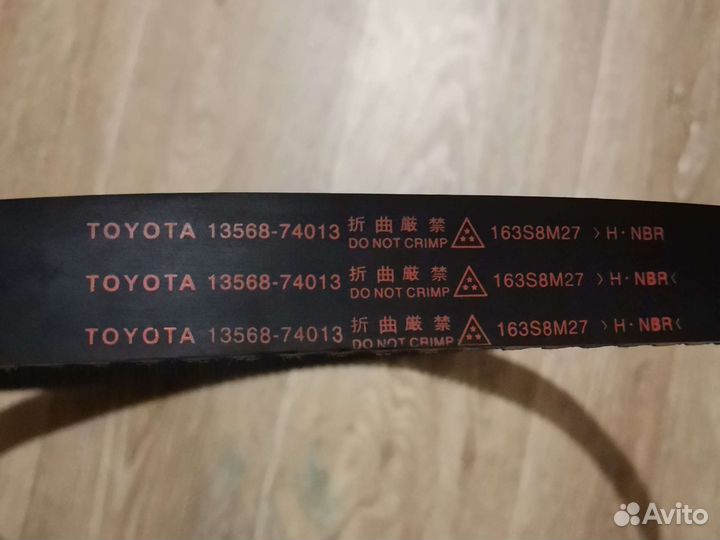 TOYOTA 13568-74013 折曲厳禁 DO NOT CRIMP 163S8M27 >H·NBR
TOYOTA 13568-74013 折曲厳禁 DO NOT CRIMP 163S8M27 >H·NBR<
TOYOTA 13568-74013 折曲厳禁 DO NOT CRIMP 163S8M27 >H·NBR<
Avito